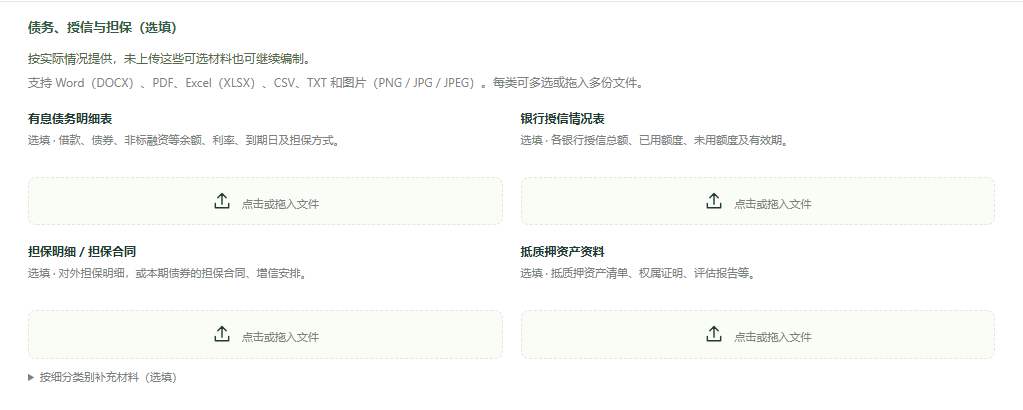 债务、授信与担保（选填）
按实际情况提供，未上传这些可选材料也可继续编制。
支持 Word（DOCX）、PDF、Excel（XLSX）、CSV、TXT 和图片（PNG / JPG / JPEG）。每类可多选或拖入多份文件。
有息债务明细表
选填 · 借款、债券、非标融资等余额、利率、到期日及担保方式。
点击或拖入文件
银行授信情况表
选填 · 各银行授信总额、已用额度、未用额度及有效期。
点击或拖入文件
担保明细 / 担保合同
选填 · 对外担保明细，或本期债券的担保合同、增信安排。
点击或拖入文件
抵质押资产资料
选填 · 抵质押资产清单、权属证明、评估报告等。
点击或拖入文件
▶ 按细分类别补充材料（选填）